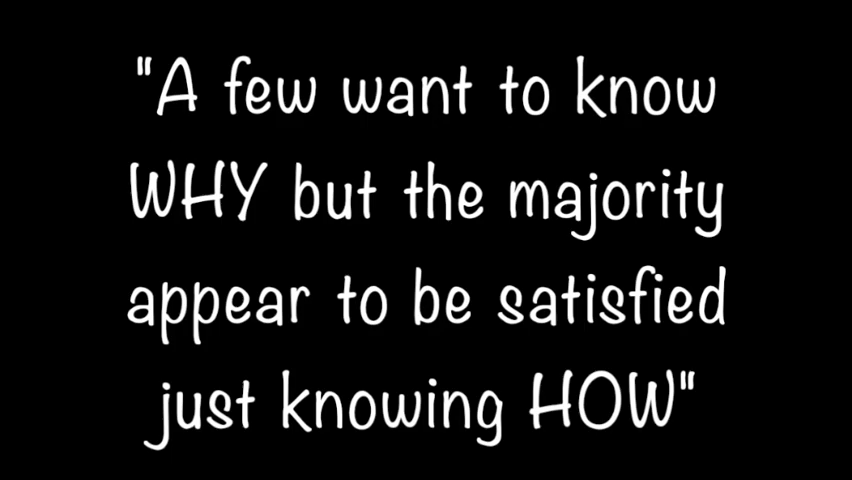 "A few want to know
WHY but the majority
appear to be satisfied
just knowing HOW"